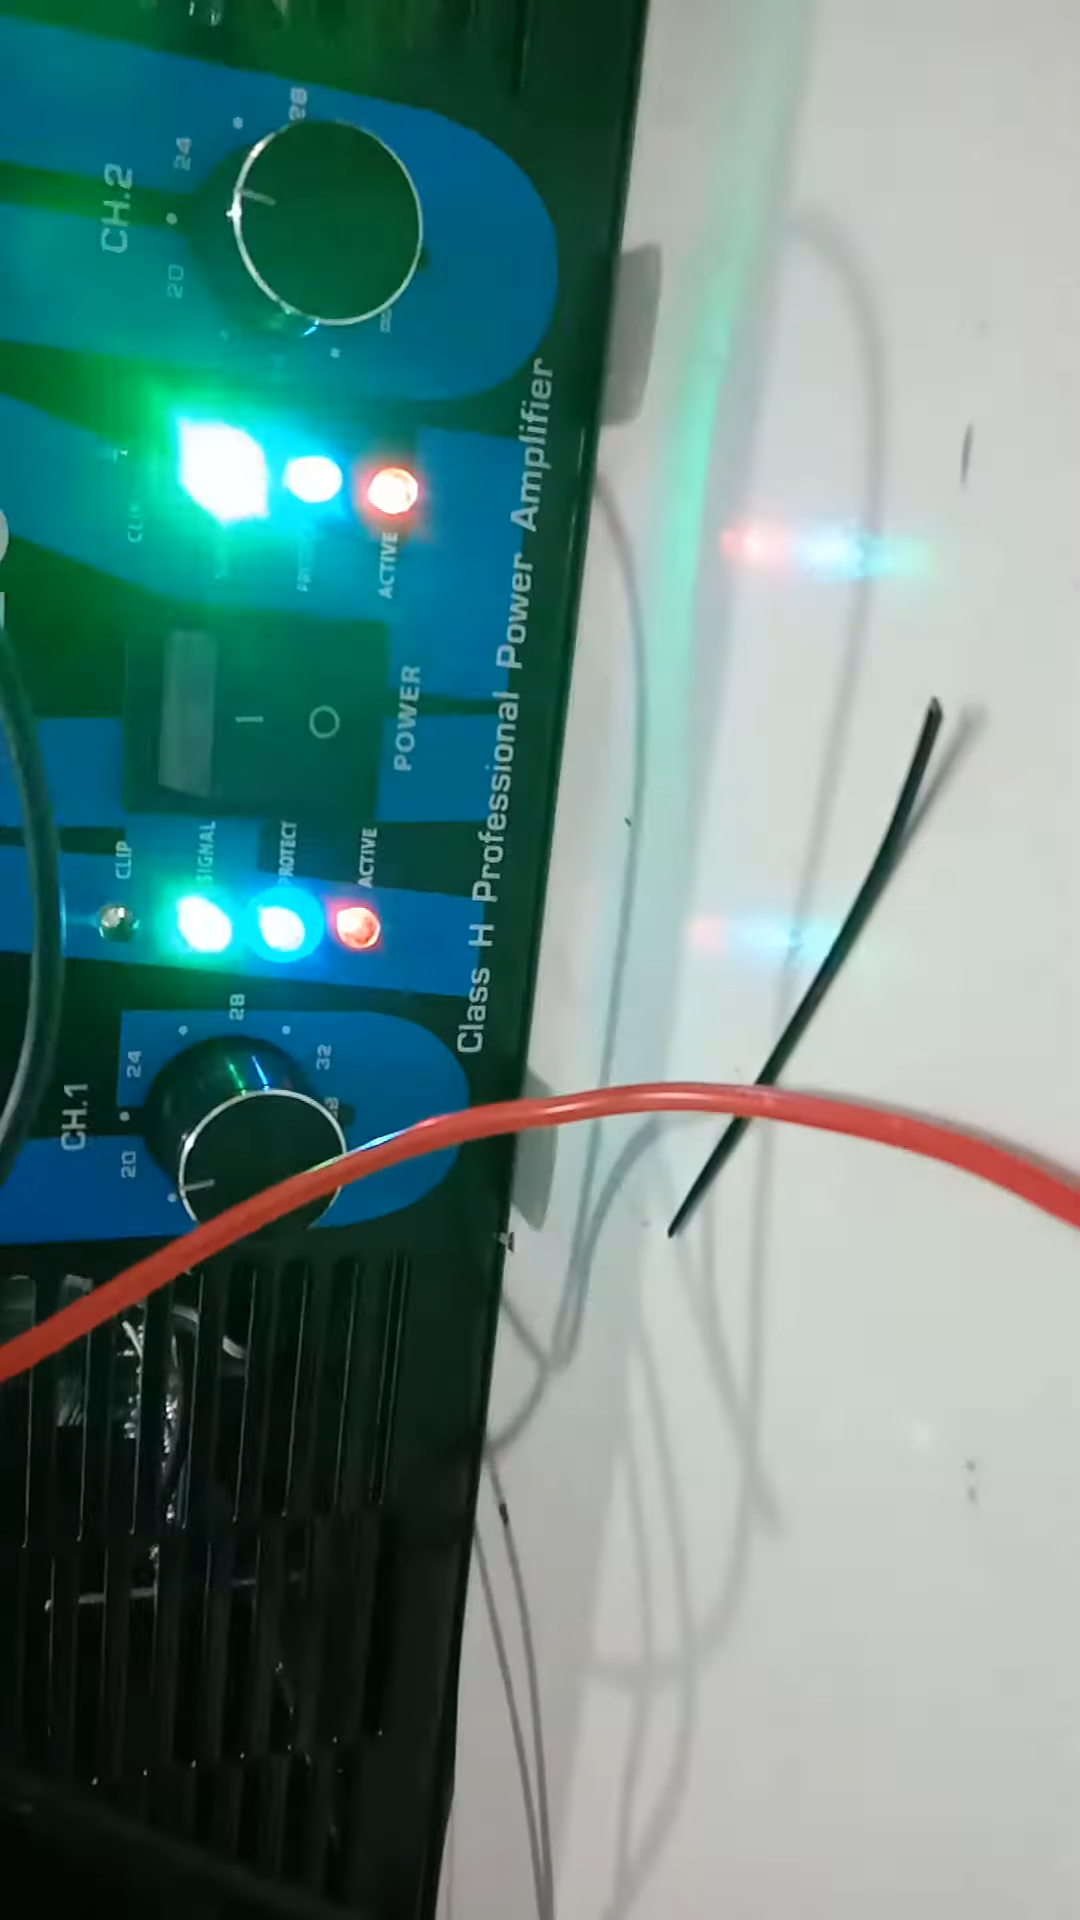 CH.1
20
24
28
32
38
CLIP
SIGNAL
PROTECT
ACTIVE
POWER
ACTIVE
CH.2
20
24
28
∞
Class H Professional Power Amplifier